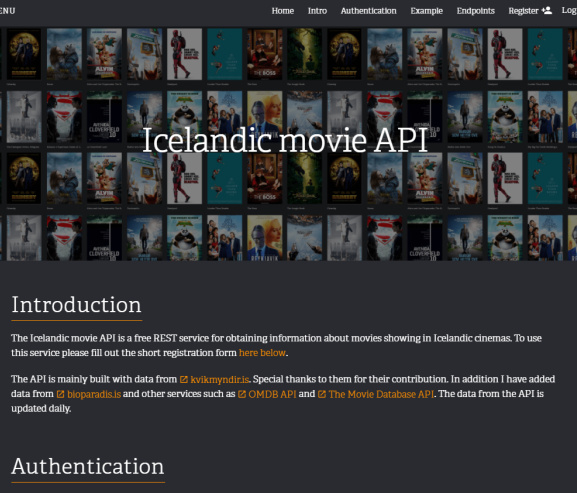 ENU
Home Intro Authentication Example Endpoints Register Log
Icelandic movie API
Introduction
The Icelandic movie API is a free REST service for obtaining information about movies showing in Icelandic cinemas. To use
this service please fill out the short registration form here below.
The API is mainly built with data from kvikmyndir.is. Special thanks to them for their contribution. In addition I have added
data from bioparadis.is and other services such as OMDB API and The Movie Database API. The data from the API is
updated daily.
Authentication